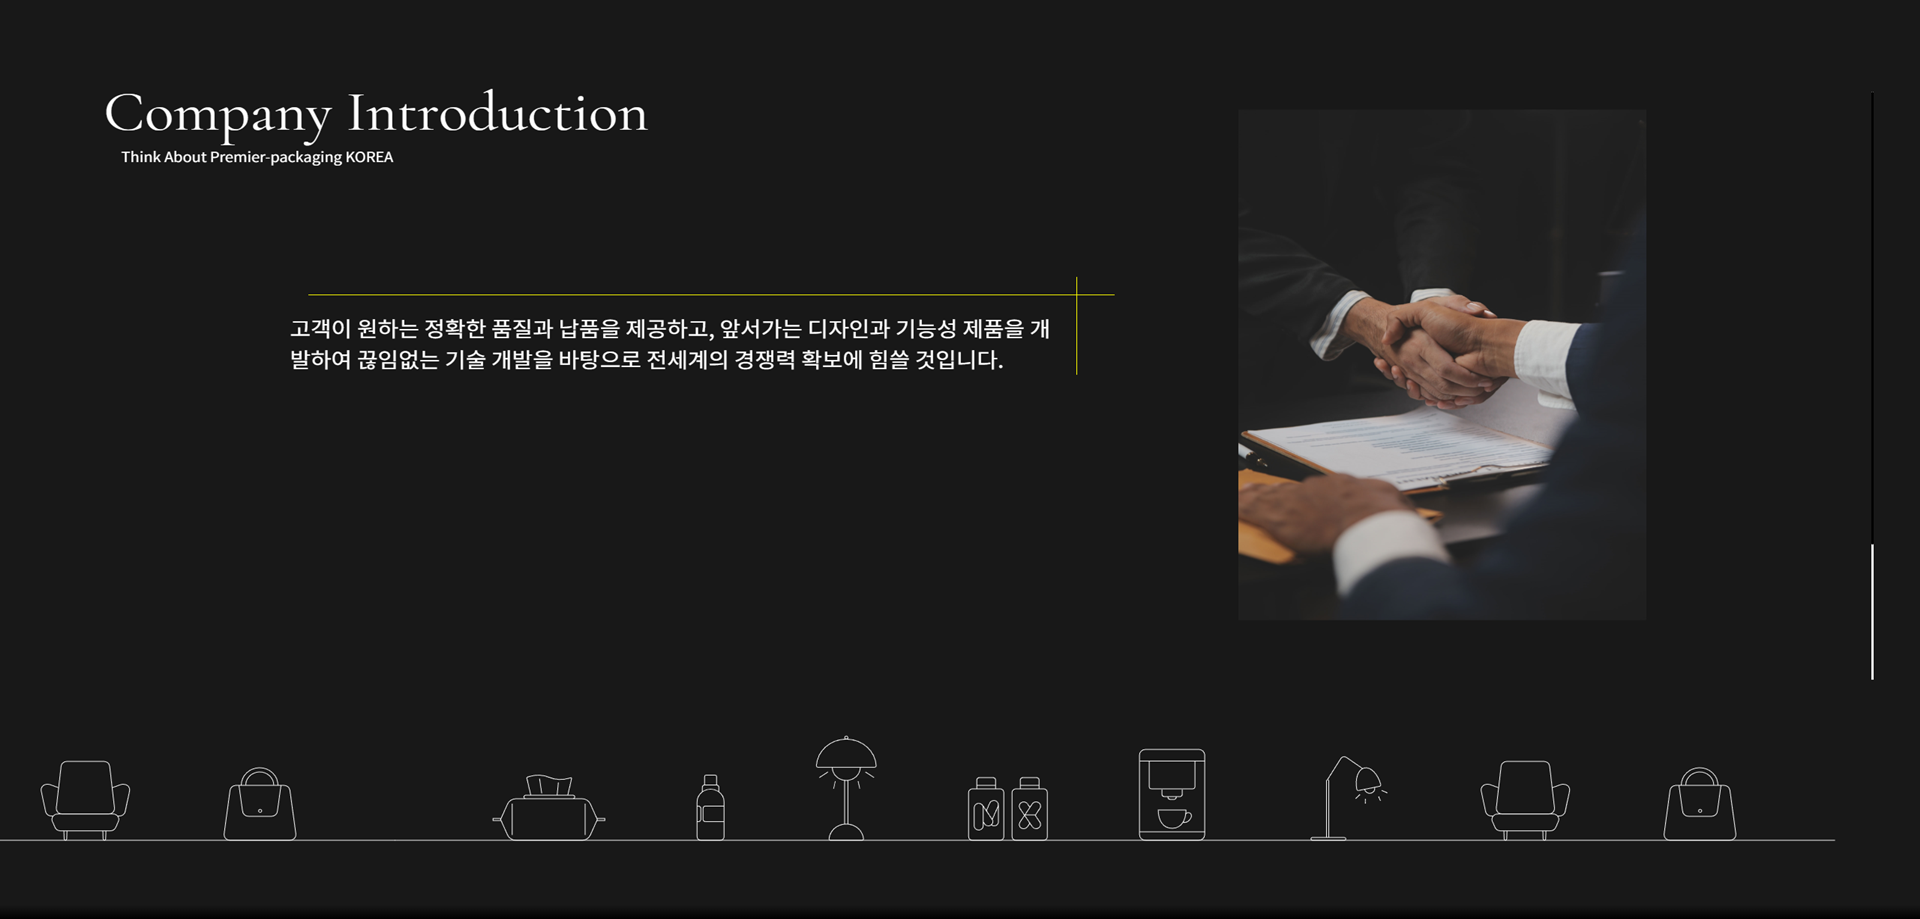 Company Introduction
Think About Premier-packaging KOREA
고객이 원하는 정확한 품질과 납품을 제공하고, 앞서가는 디자인과 기능성 제품을 개
발하여 끊임없는 기술 개발을 바탕으로 전세계의 경쟁력 확보에 힘쓸 것입니다.